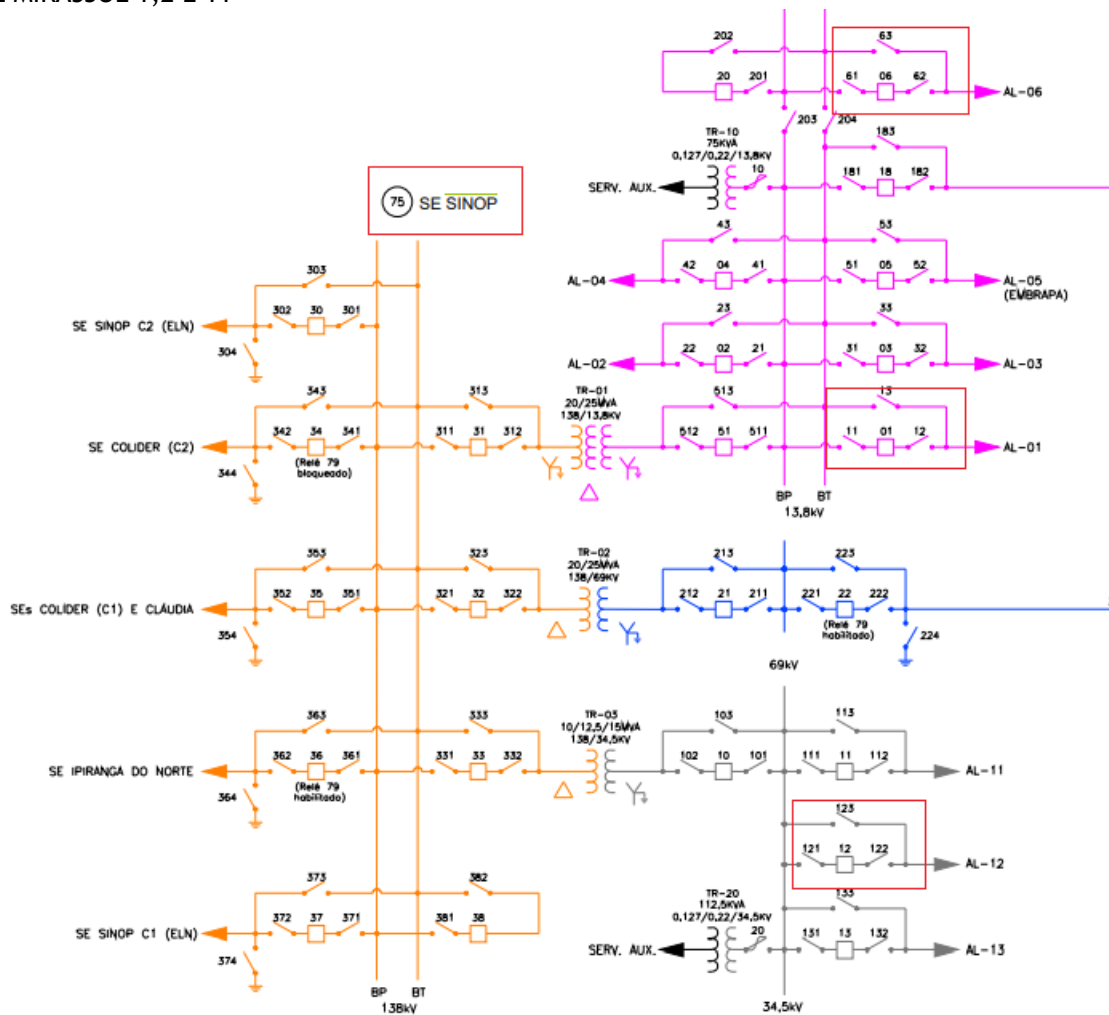 202
63
20 201
61 06 62
AL-06
203 204
TR-10
75KVA
0,127/0,22/13,8KV
183
10
181 18 182
SERV. AUX.
75 SE SINOP
43
53
42 04 41
51 05 52
AL-04
AL-05
(EMBRAPA)
303
302 30 301
23
33
SE SINOP C2 (ELN)
304
22 02 21
31 03 32
AL-02
AL-03
343
313
TR-01
20/25MVA
138/13,8KV
513
13
342 34 341
311 31 312
512 51 511
11 01 12
SE COLIDER (C2)
(Relé 79
bloqueado)
AL-01
344
BP BT
13,8kV
353
323
TR-02
20/25MVA
138/69KV
213
223
352 35 351
321 32 322
212 21 211
221 22 222
SEs COLÍDER (C1) E CLÁUDIA
(Relé 79
habilitado)
354
224
69kV
363
333
TR-03
10/12,5/15MVA
138/34,5KV
103
113
362 36 361
331 33 332
102 10 101
111 11 112
SE IPIRANGA DO NORTE
(Relé 79
habilitado)
AL-11
364
123
121 12 122
AL-12
373
382
TR-20
112,5KVA
0,127/0,22/34,5KV
133
372 37 371
381 38
20
131 13 132
SE SINOP C1 (ELN)
SERV. AUX.
AL-13
374
BP BT
138kV
34,5kV